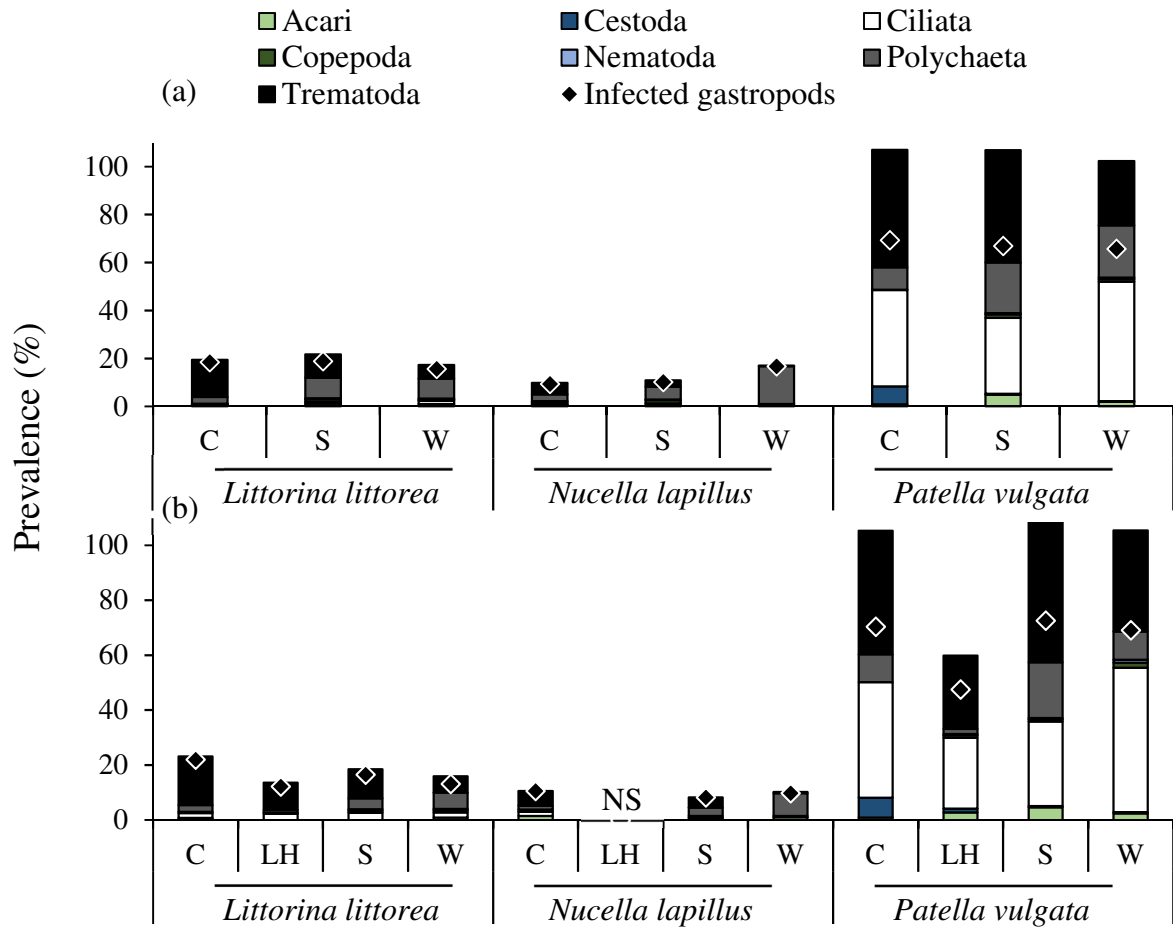 Acari Cestoda Ciliata
Copepoda Nematoda Polychaeta
Trematoda Infected gastropods
(a)
Prevalence (%)
100
80
60
40
20
0
C S W C S W C S W
Littorina littorea Nucella lapillus Patella vulgata
(b)
100
80
60
40
20
0
NS
C LH S W C LH S W C LH S W
Littorina littorea Nucella lapillus Patella vulgata